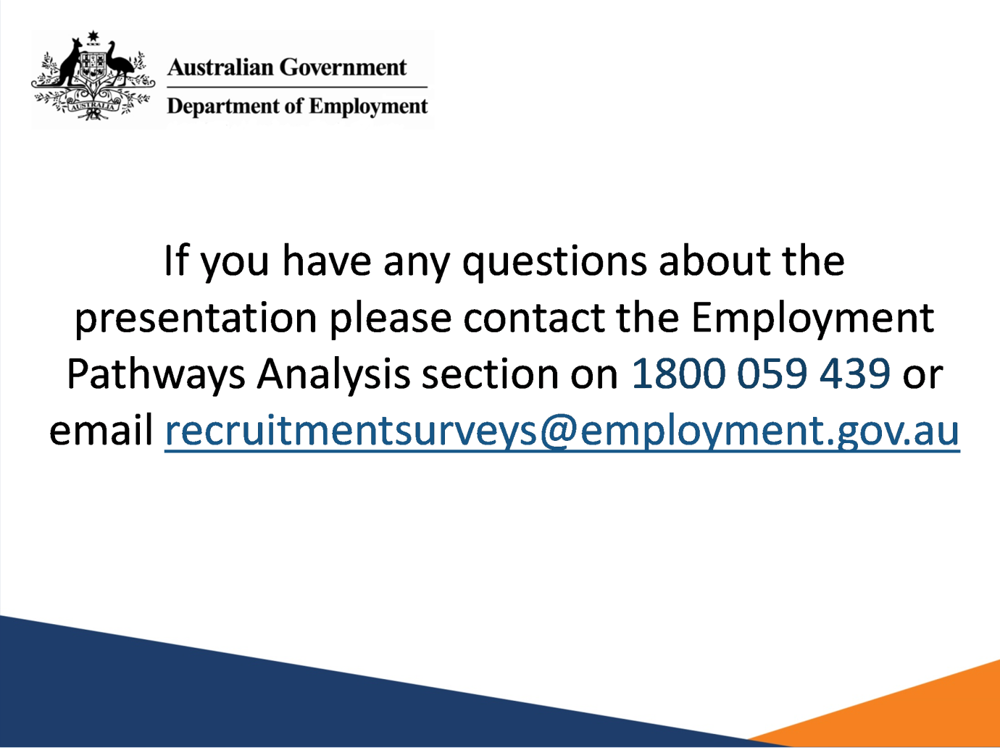 Australian Government
Department of Employment
AUSTRALIA
If you have any questions about the
presentation please contact the Employment
Pathways Analysis section on 1800 059 439 or
email recruitmentsurveys@employment.gov.au